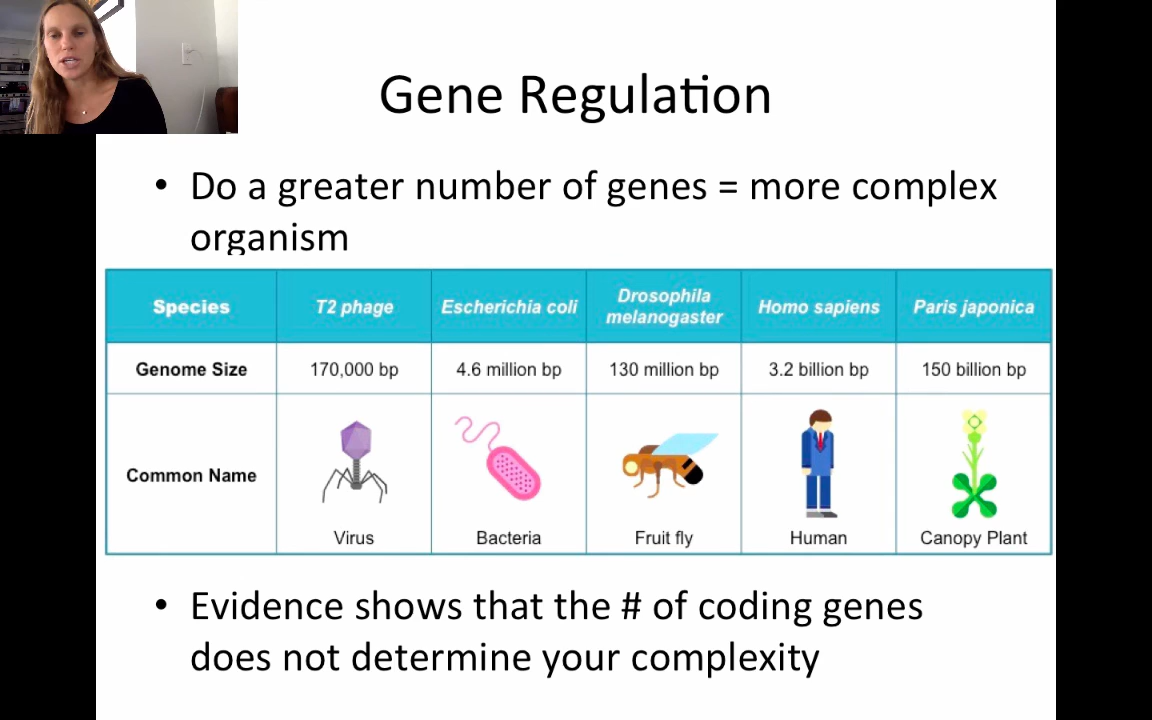 Gene Regulation
• Do a greater number of genes = more complex
organism
Species T2 phage Escherichia coli Drosophila melanogaster Homo sapiens Paris japonica
Genome Size 170,000 bp 4.6 million bp 130 million bp 3.2 billion bp 150 billion bp
Common Name Virus Bacteria Fruit fly Human Canopy Plant
• Evidence shows that the # of coding genes
does not determine your complexity